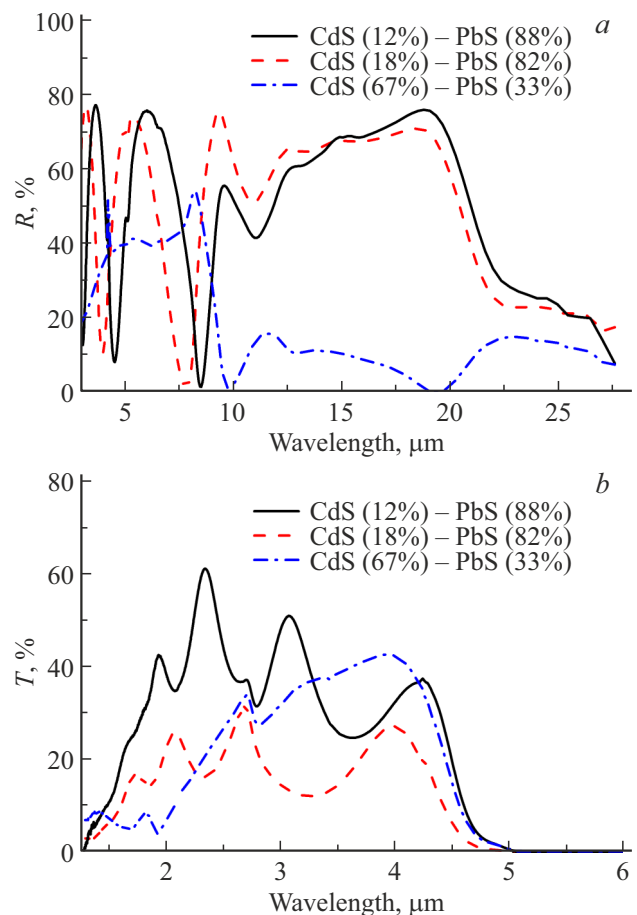 a
100
CdS (12%) – PbS (88%)
CdS (18%) – PbS (82%)
CdS (67%) – PbS (33%)
80
60
R, %
40
20
0
5
10
15
20
25
Wavelength, μm
b
80
CdS (12%) – PbS (88%)
CdS (18%) – PbS (82%)
CdS (67%) – PbS (33%)
60
T, %
40
20
0
2
3
4
5
6
Wavelength, μm